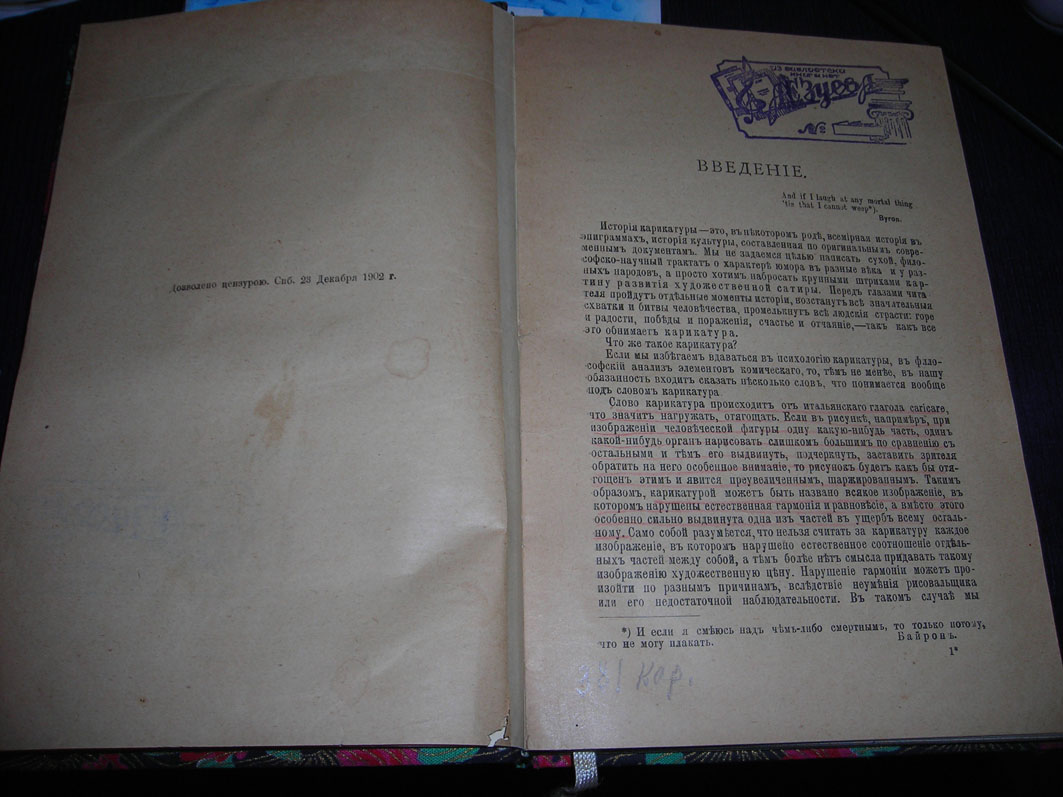 Дозволено цензурою. Спб. 23 Декабря 1902 г.
ИЗ БИБЛИОТЕКИ
КНИГ И НОТ
№:
ВВЕДЕНІЕ.
And if I laugh at any mortal thing
'tis that I cannot weep*).
Byron.
Исторія карикатуры—это, въ нѣкоторомъ родѣ, всемірная исторія въ
эпиграммахъ, исторія культуры, составленная по оригинальнымъ совре-
меннымъ документамъ. Мы не задаемся цѣлью написать сухой, фило-
софско-научный трактатъ о характерѣ юмора въ разные вѣка и у раз-
ныхъ народовъ, а просто хотимъ набросать крупными штрихами кар-
тину развитія художественной сатиры. Передъ глазами чита-
теля пройдутъ отдѣльные моменты исторіи, возстанутъ всѣ значительныя
схватки и битвы человѣчества, промелькнутъ всѣ людскія страсти: горе
и радости, побѣды и пораженія, счастье и отчаяніе,—такъ какъ все
это обнимаетъ карикатура.
Что же такое карикатура?
Если мы избѣгаемъ вдаваться въ психологію карикатуры, въ фило-
софскій анализъ элементовъ комическаго, то, тѣмъ не менѣе, въ нашу
обязанность входитъ сказать нѣсколько словъ, что понимается вообще
подъ словомъ карикатура
Слово карикатура происходитъ отъ итальянскаго глагола caricare,
что значитъ нагружать, отягощать. Если въ рисункѣ, напримѣръ, при
изображеніи человѣческой фигуры одну какую-нибудь часть, одинъ
какой-нибудь органъ нарисовать слишкомъ большимъ по сравненію съ
остальными и тѣмъ его выдвинуть, подчеркнуть, заставить зрителя
обратить на него особенное вниманіе, то рисунокъ будетъ какъ бы отя-
гощенъ этимъ и явится преувеличеннымъ, шаржированнымъ. Такимъ
образомъ, карикатурой можетъ быть названо всякое изображеніе, въ
которомъ нарушены естественная гармонія и равновѣсіе, а вмѣсто этого
особенно сильно выдвинута одна изъ частей въ ущербъ всему осталь-
ному. Само собой разумѣется, что нельзя считать за карикатуру каждое
изображеніе, въ которомъ нарушено естественное соотношеніе отдѣль-
ныхъ частей между собой, а тѣмъ болѣе нѣтъ смысла придавать такому
изображенію художественную цѣну. Нарушеніе гармоніи можетъ про-
изойти по разнымъ причинамъ, вслѣдствіе неумѣнія рисовальщика
или его недостаточной наблюдательности. Въ такомъ случаѣ мы
*) И если я смѣюсь надъ чѣмъ-либо смертнымъ, то только потому,
что не могу плакать.
Байронъ.
1*
кор.